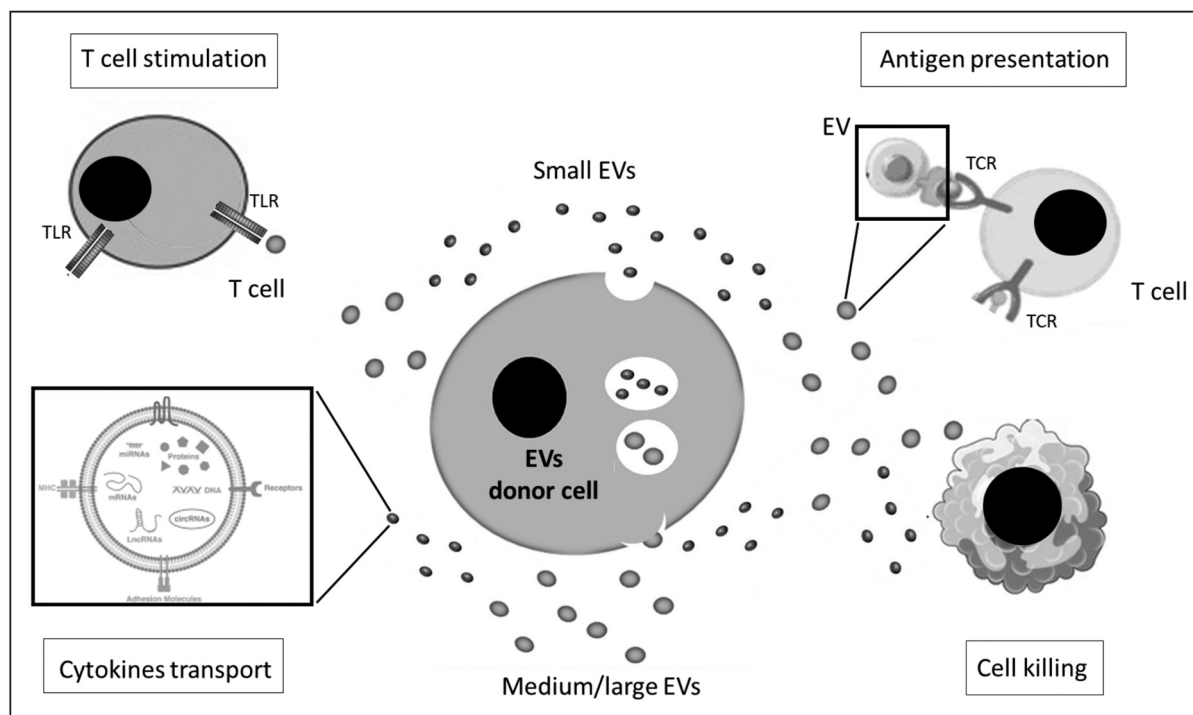 T cell stimulation
Antigen presentation
EV
TCR
Small EVs
TLR
TLR
T cell
T cell
TCR
miRNAs
Proteins
MHC
mRNAs
DNA
Receptors
LncRNAs
circRNAs
Adhesion Molecules
EVs
donor cell
Cytokines transport
Medium/large EVs
Cell killing